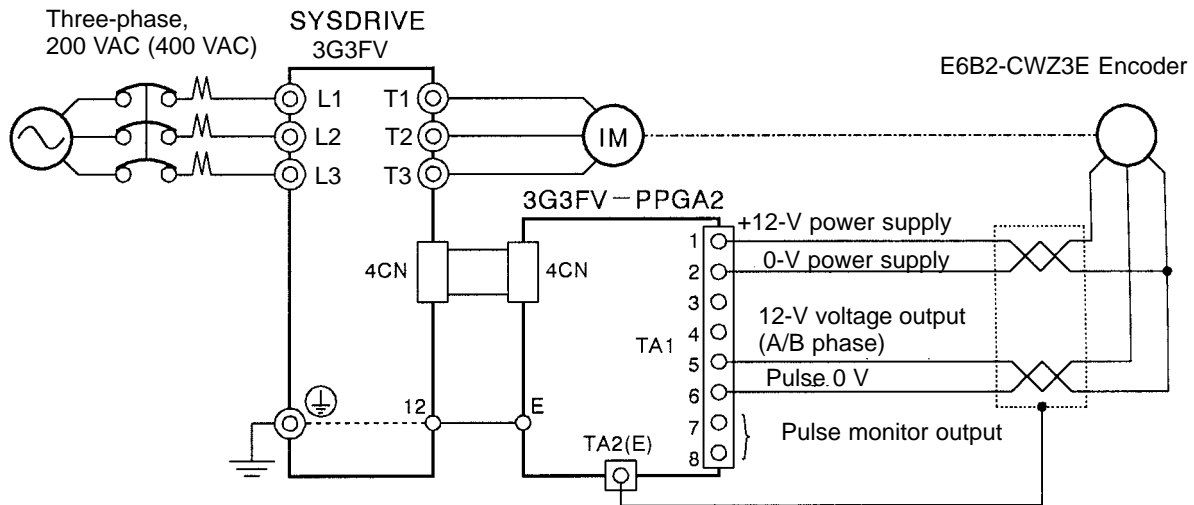 Three-phase,
200 VAC (400 VAC)
SYSDRIVE
3G3FV
E6B2-CWZ3E Encoder
L1
T1
L2
T2
IM
L3
T3
3G3FV-PPGA2
+12-V power supply
1
0-V power supply
2
4CN
4CN
3
12-V voltage output
(A/B phase)
4
TA1
5
Pulse 0 V
6
12
E
7
Pulse monitor output
TA2(E)
8